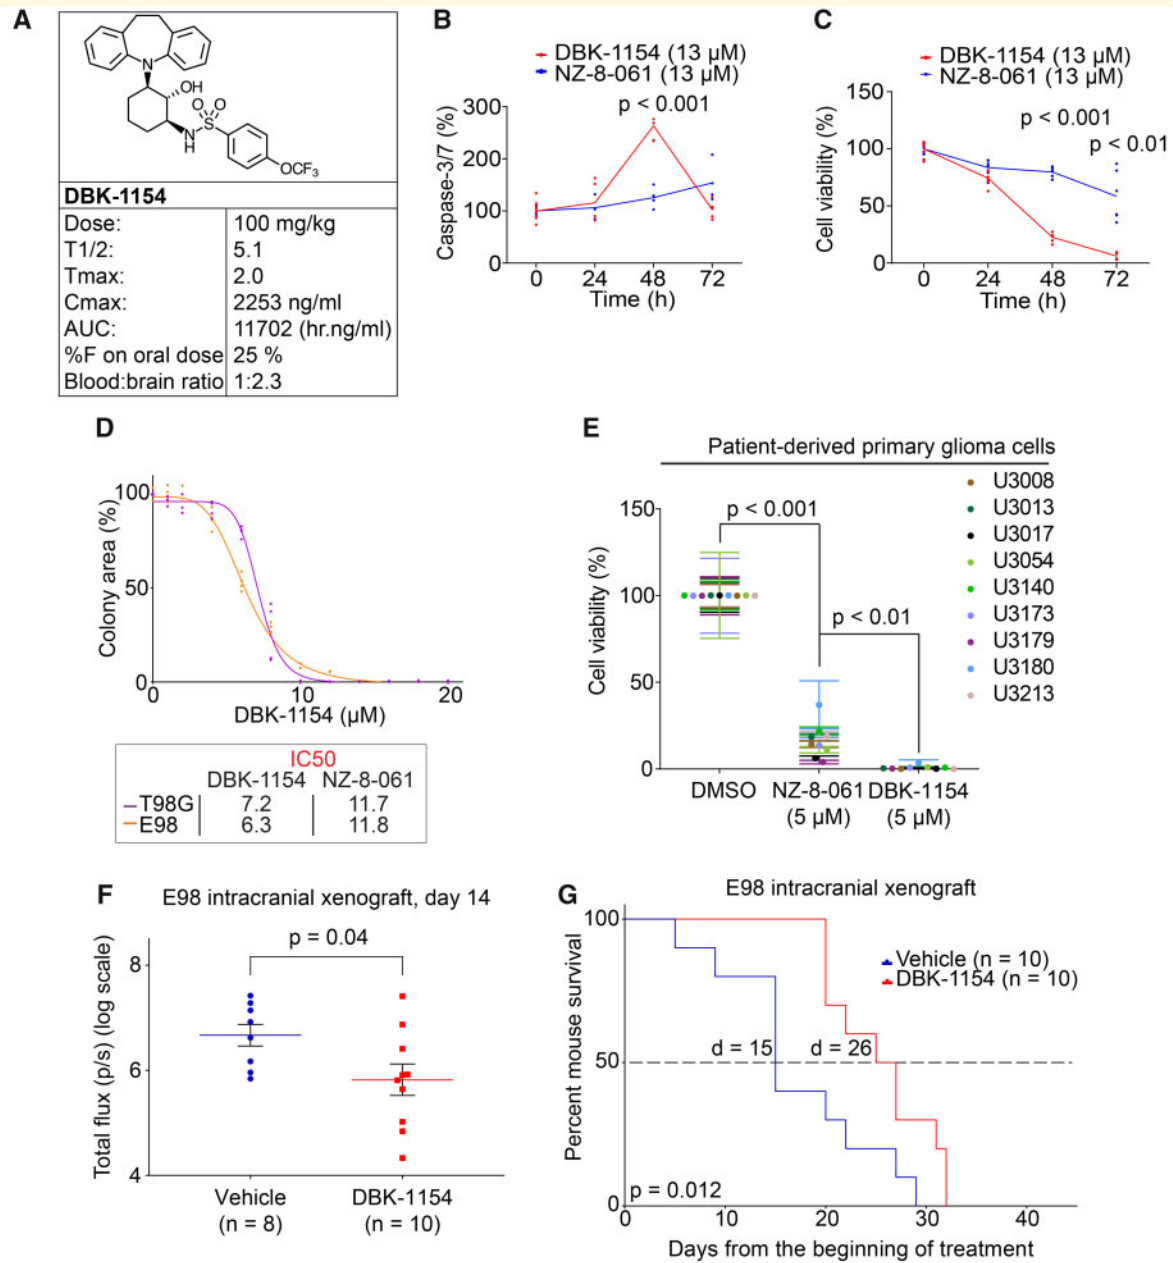 A
N
OH
O O
S
N
H
OCF3
DBK-1154
Dose: 100 mg/kg
T1/2: 5.1
Tmax: 2.0
Cmax: 2253 ng/ml
AUC: 11702 (hr.ng/ml)
%F on oral dose 25 %
Blood:brain ratio 1:2.3
B
DBK-1154 (13 µM)
NZ-8-061 (13 µM)
p < 0.001
Caspase-3/7 (%)
300
200
100
0
0 24 48 72
Time (h)
C
DBK-1154 (13 µM)
NZ-8-061 (13 µM)
p < 0.001
p < 0.01
Cell viability (%)
150
100
50
0
0 24 48 72
Time (h)
D
Colony area (%)
100
50
0
0 10 20
DBK-1154 (µM)
IC50
DBK-1154 NZ-8-061
T98G 7.2 11.7
E98 6.3 11.8
E
Patient-derived primary glioma cells
p < 0.001
p < 0.01
Cell viability (%)
150
100
50
0
DMSO NZ-8-061 DBK-1154
(5 µM) (5 µM)
U3008
U3013
U3017
U3054
U3140
U3173
U3179
U3180
U3213
F
E98 intracranial xenograft, day 14
p = 0.04
Total flux (p/s) (log scale)
8
6
4
Vehicle DBK-1154
(n = 8) (n = 10)
G
E98 intracranial xenograft
Vehicle (n = 10)
DBK-1154 (n = 10)
Percent mouse survival
100
50
0
d = 15 d = 26
p = 0.012
0 10 20 30 40
Days from the beginning of treatment